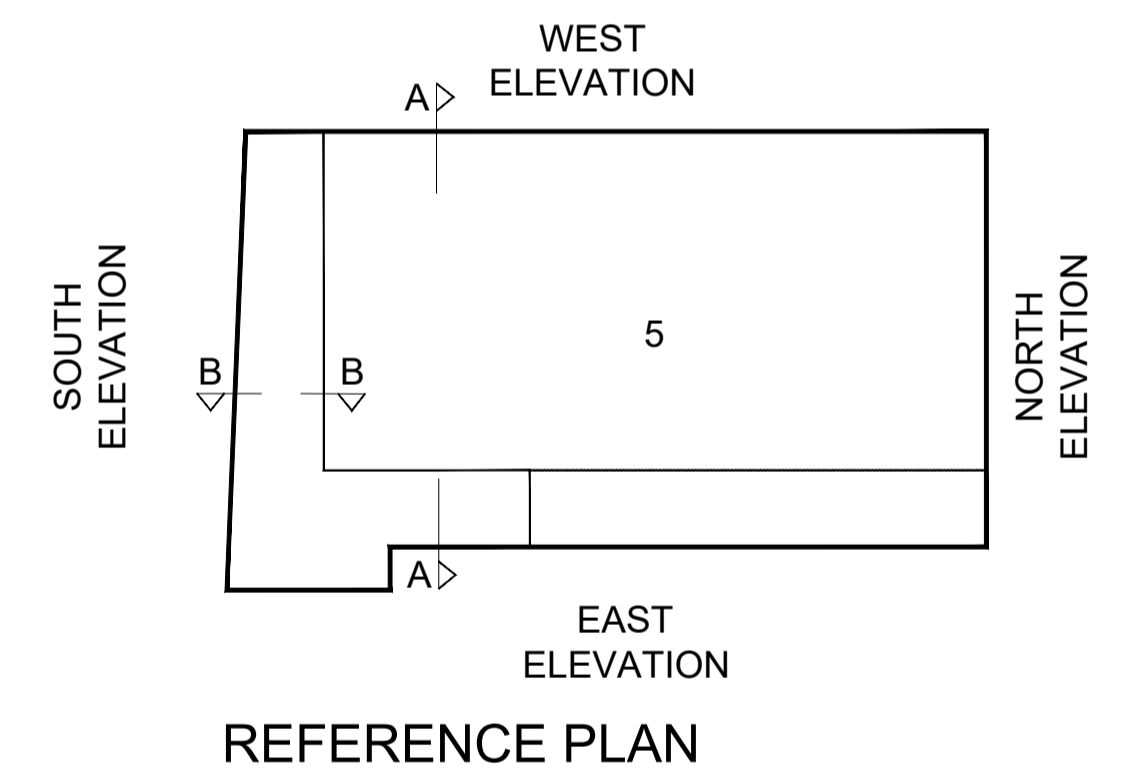 WEST
ELEVATION
A
SOUTH
ELEVATION
B
B
5
NORTH
ELEVATION
A
EAST
ELEVATION
REFERENCE PLAN